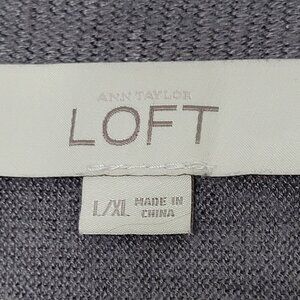 ANN TAYLOR
LOFT
L/XL MADE IN
CHINA